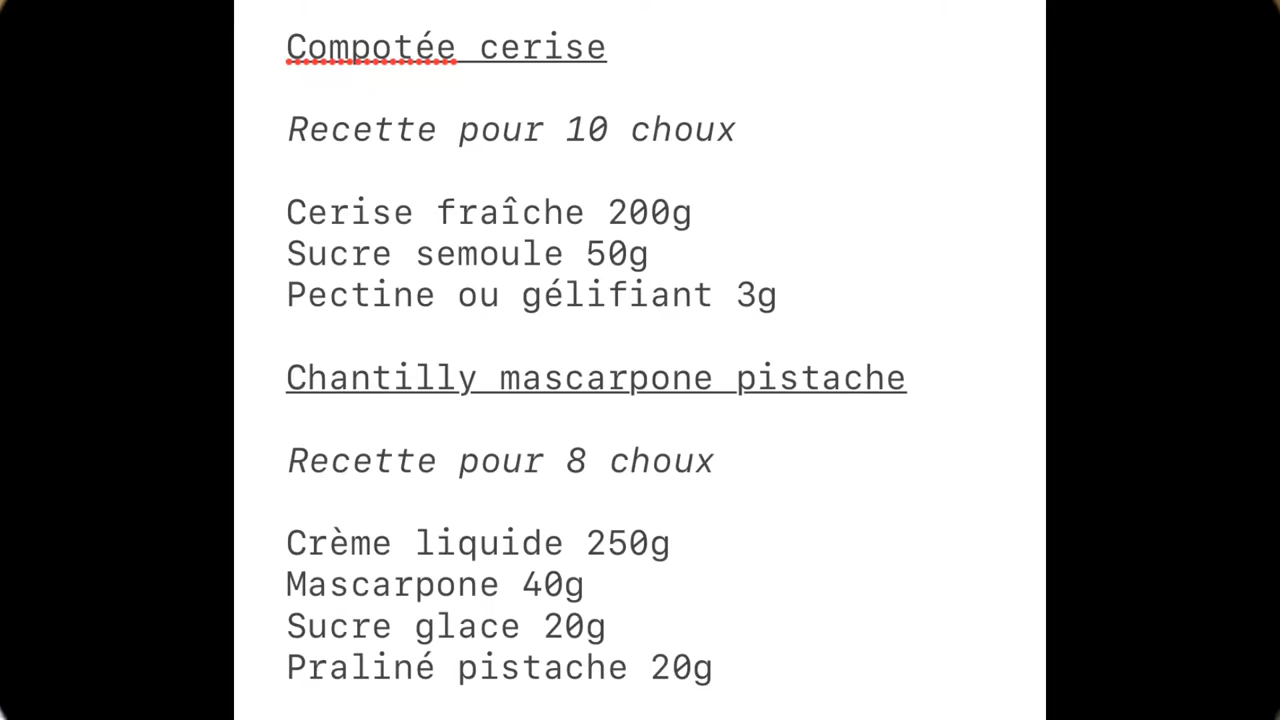 Compotée cerise
Recette pour 10 choux
Cerise fraîche 200g
Sucre semoule 50g
Pectine ou gélifiant 3g
Chantilly mascarpone pistache
Recette pour 8 choux
Crème liquide 250g
Mascarpone 40g
Sucre glace 20g
Praliné pistache 20g